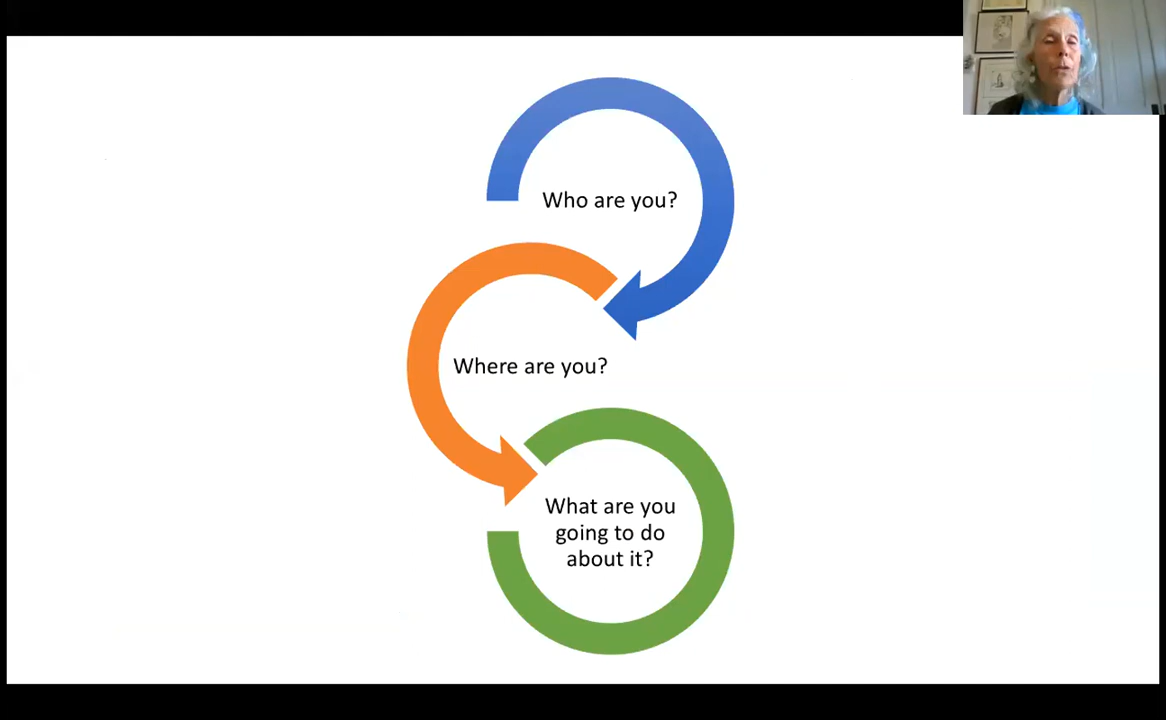 Who are you?
Where are you?
What are you
going to do
about it?